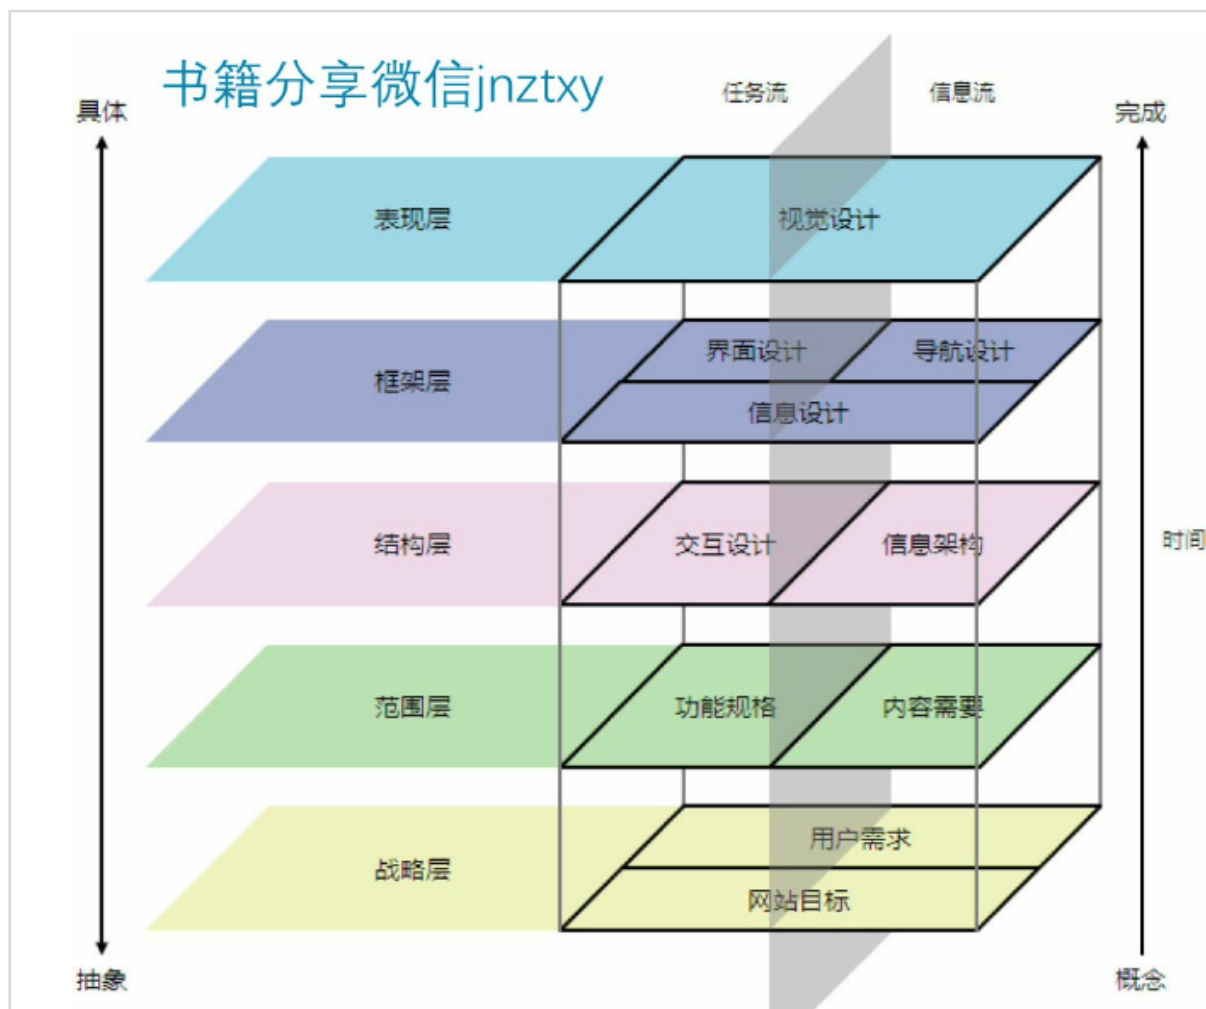 书籍分享微信jnztxy
任务流
信息流
具体
完成
表现层
视觉设计
界面设计
导航设计
框架层
信息设计
结构层
交互设计
信息架构
时间
范围层
功能规格
内容需要
用户需求
战略层
网站目标
抽象
概念